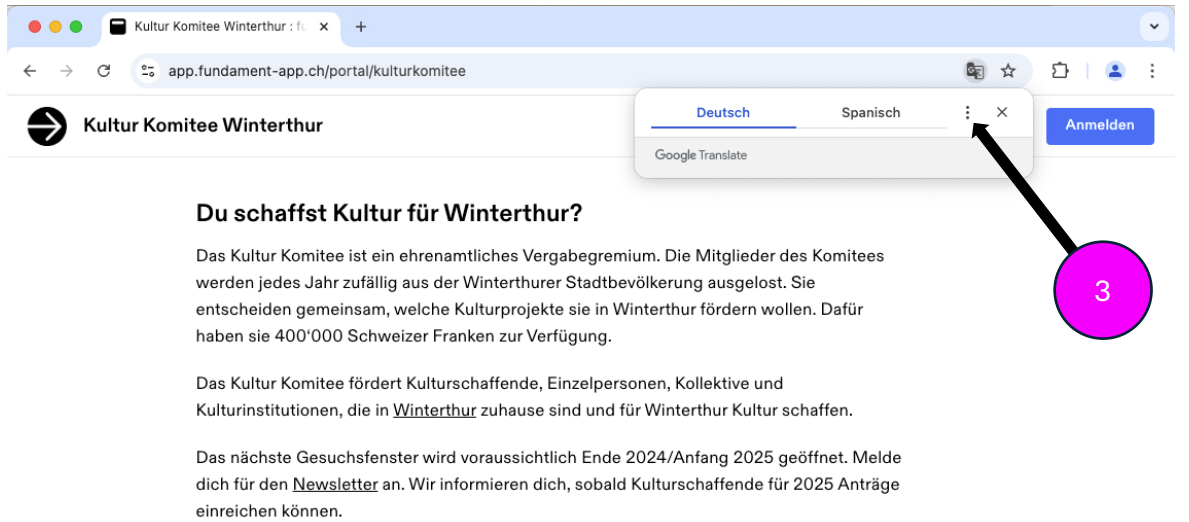 Kultur Komitee Winterthur : fu
app.fundament-app.ch/portal/kulturkomitee
Kultur Komitee Winterthur
Deutsch
Spanisch
Anmelden
Google Translate
Du schaffst Kultur für Winterthur?
Das Kultur Komitee ist ein ehrenamtliches Vergabegremium. Die Mitglieder des Komitees
werden jedes Jahr zufällig aus der Winterthurer Stadtbevölkerung ausgelost. Sie
entscheiden gemeinsam, welche Kulturprojekte sie in Winterthur fördern wollen. Dafür
haben sie 400'000 Schweizer Franken zur Verfügung.
3
Das Kultur Komitee fördert Kulturschaffende, Einzelpersonen, Kollektive und
Kulturinstitutionen, die in Winterthur zuhause sind und für Winterthur Kultur schaffen.
Das nächste Gesuchsfenster wird voraussichtlich Ende 2024/Anfang 2025 geöffnet. Melde
dich für den Newsletter an. Wir informieren dich, sobald Kulturschaffende für 2025 Anträge
einreichen können.